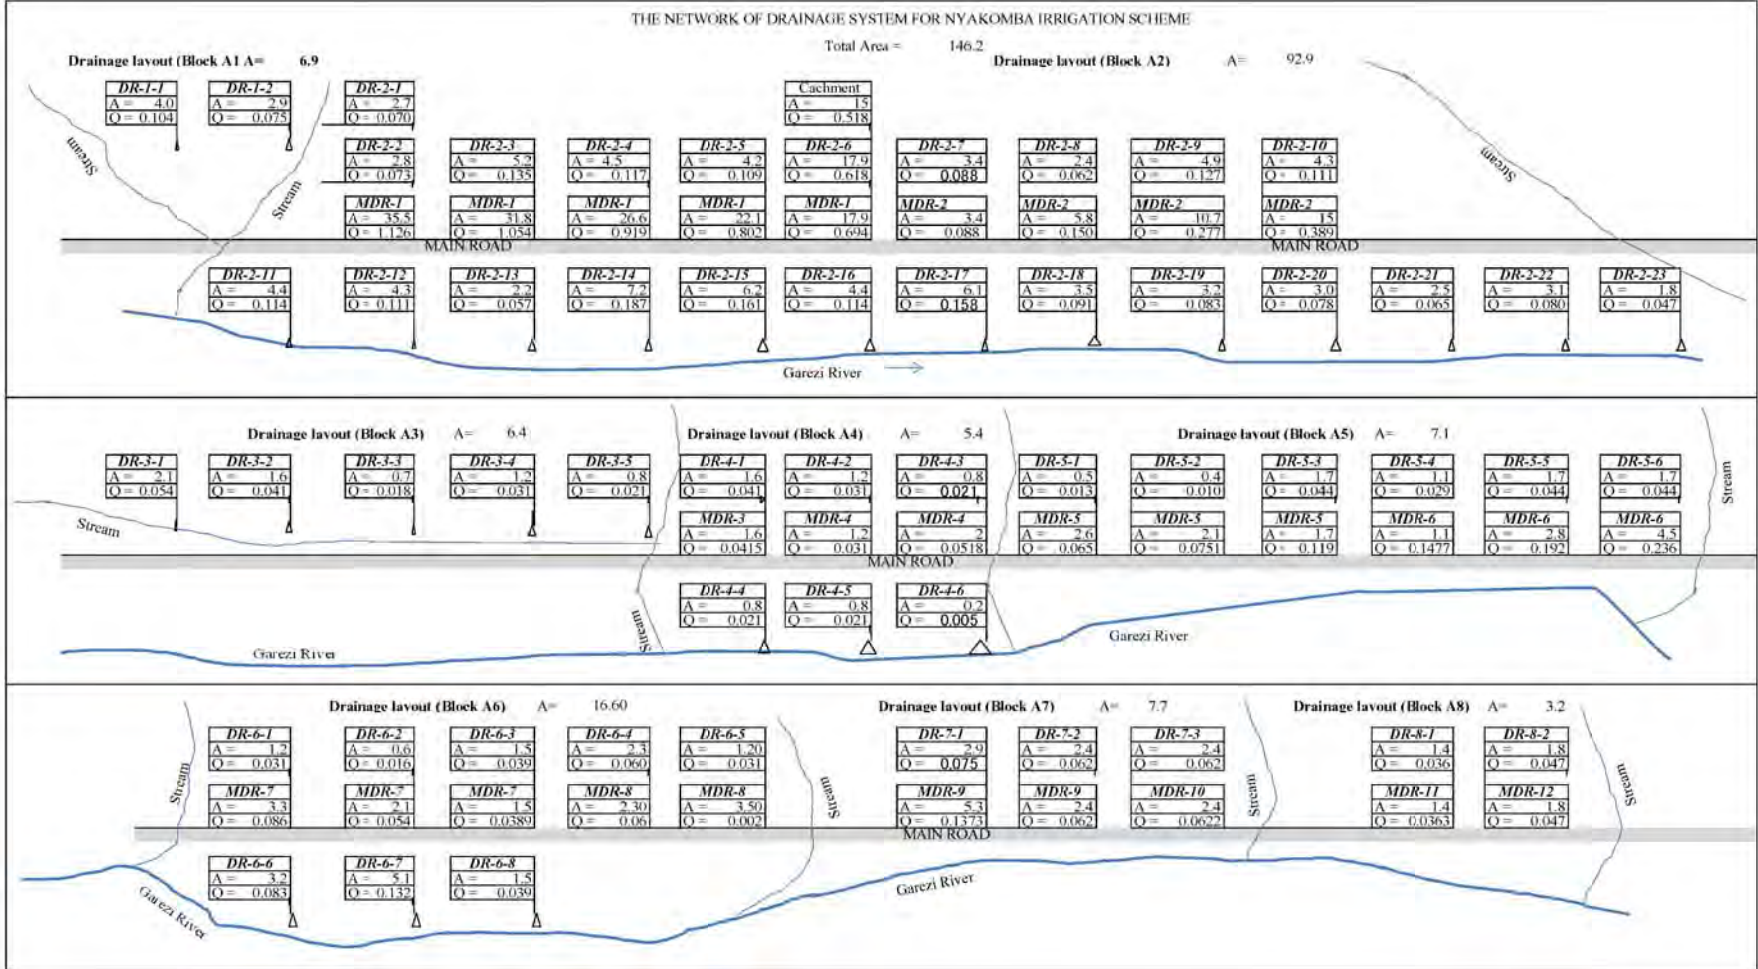 THE NETWORK OF DRAINAGE SYSTEM FOR NYAKOMBA IRRIGATION SCHEME
Total Area = 146.2
Drainage layout (Block A1 A= 6.9
Drainage layout (Block A2) A= 92.9
DR-1-1 DR-1-2 DR-2-1 Cachment
A = 4.0 A = 2.9 A = 2.7 A = 15
Q = 0.104 Q = 0.075 Q = 0.070 Q = 0.518
DR-2-2 DR-2-3 DR-2-4 DR-2-5 DR-2-6 DR-2-7 DR-2-8 DR-2-9 DR-2-10
A = 2.8 A = 5.2 A = 4.5 A = 4.2 A = 17.9 A = 3.4 A = 2.4 A = 4.9 A = 4.3
Q = 0.073 Q = 0.135 Q = 0.117 Q = 0.109 Q = 0.618 Q = 0.088 Q = 0.062 Q = 0.127 Q = 0.111
Stream Stream Stream
MDR-1 MDR-1 MDR-1 MDR-1 MDR-1 MDR-2 MDR-2 MDR-2 MDR-2
A = 35.5 A = 31.8 A = 26.6 A = 22.1 A = 17.9 A = 3.4 A = 5.8 A = 10.7 A = 15
Q = 1.126 Q = 1.054 Q = 0.919 Q = 0.802 Q = 0.694 Q = 0.088 Q = 0.150 Q = 0.277 Q = 0.389
MAIN ROAD MAIN ROAD
DR-2-11 DR-2-12 DR-2-13 DR-2-14 DR-2-15 DR-2-16 DR-2-17 DR-2-18 DR-2-19 DR-2-20 DR-2-21 DR-2-22 DR-2-23
A = 4.4 A = 4.3 A = 2.2 A = 7.2 A = 6.2 A = 4.4 A = 6.1 A = 3.5 A = 3.2 A = 3.0 A = 2.5 A = 3.1 A = 1.8
Q = 0.114 Q = 0.111 Q = 0.057 Q = 0.187 Q = 0.161 Q = 0.114 Q = 0.158 Q = 0.091 Q = 0.083 Q = 0.078 Q = 0.065 Q = 0.080 Q = 0.047
Garezi River
Drainage layout (Block A3) A= 6.4 Drainage layout (Block A4) A= 5.4 Drainage layout (Block A5) A= 7.1
DR-3-1 DR-3-2 DR-3-3 DR-3-4 DR-3-5 DR-4-1 DR-4-2 DR-4-3 DR-5-1 DR-5-2 DR-5-3 DR-5-4 DR-5-5 DR-5-6
A = 2.1 A = 1.6 A = 0.7 A = 1.2 A = 0.8 A = 1.6 A = 1.2 A = 0.8 A = 0.5 A = 0.4 A = 1.7 A = 1.1 A = 1.7 A = 1.7
Q = 0.054 Q = 0.041 Q = 0.018 Q = 0.031 Q = 0.021 Q = 0.041 Q = 0.031 Q = 0.021 Q = 0.013 Q = 0.010 Q = 0.044 Q = 0.029 Q = 0.044 Q = 0.044
Stream Stream
MDR-3 MDR-4 MDR-4 MDR-5 MDR-5 MDR-5 MDR-6 MDR-6 MDR-6
A = 1.6 A = 1.2 A = 2 A = 2.6 A = 2.1 A = 1.7 A = 1.1 A = 2.8 A = 4.5
Q = 0.0415 Q = 0.031 Q = 0.0518 Q = 0.065 Q = 0.0751 Q = 0.119 Q = 0.1477 Q = 0.192 Q = 0.236
MAIN ROAD
DR-4-4 DR-4-5 DR-4-6
A = 0.8 A = 0.8 A = 0.2
Q = 0.021 Q = 0.021 Q = 0.005
Stream
Garezi River Garezi River
Drainage layout (Block A6) A= 16.60 Drainage layout (Block A7) A= 7.7 Drainage layout (Block A8) A= 3.2
DR-6-1 DR-6-2 DR-6-3 DR-6-4 DR-6-5 DR-7-1 DR-7-2 DR-7-3 DR-8-1 DR-8-2
A = 1.2 A = 0.6 A = 1.5 A = 2.3 A = 1.20 A = 2.9 A = 2.4 A = 2.4 A = 1.4 A = 1.8
Q = 0.031 Q = 0.016 Q = 0.039 Q = 0.060 Q = 0.031 Q = 0.075 Q = 0.062 Q = 0.062 Q = 0.036 Q = 0.047
Stream Stream Stream Stream
MDR-7 MDR-7 MDR-7 MDR-8 MDR-8 MDR-9 MDR-9 MDR-10 MDR-11 MDR-12
A = 3.3 A = 2.1 A = 1.5 A = 2.30 A = 3.50 A = 5.3 A = 2.4 A = 2.4 A = 1.4 A = 1.8
Q = 0.086 Q = 0.054 Q = 0.0389 Q = 0.06 Q = 0.002 Q = 0.1373 Q = 0.062 Q = 0.0622 Q = 0.0363 Q = 0.047
MAIN ROAD
DR-6-6 DR-6-7 DR-6-8
A = 3.2 A = 5.1 A = 1.5
Q = 0.083 Q = 0.132 Q = 0.039
Garezi River Garezi River